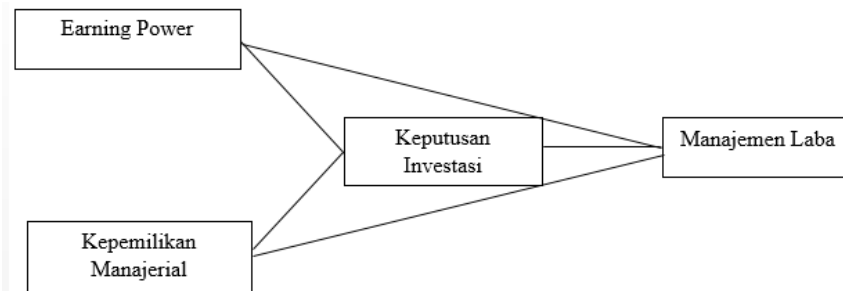 Earning Power
Keputusan
Investasi
Manajemen Laba
Kepemilikan
Manajerial